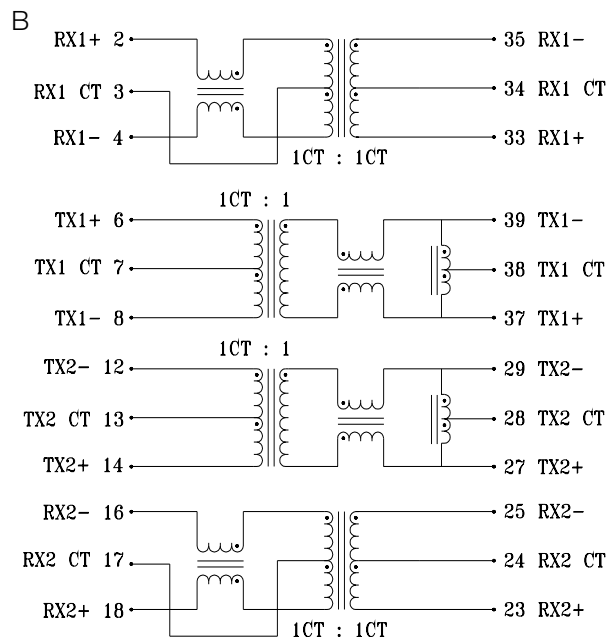 B
RX1+ 2 35 RX1-
RX1 CT 3 34 RX1 CT
RX1- 4 33 RX1+
1CT : 1CT
1CT : 1
TX1+ 6 39 TX1-
TX1 CT 7 38 TX1 CT
TX1- 8 37 TX1+
1CT : 1
TX2- 12 29 TX2-
TX2 CT 13 28 TX2 CT
TX2+ 14 27 TX2+
RX2- 16 25 RX2-
RX2 CT 17 24 RX2 CT
RX2+ 18 23 RX2+
1CT : 1CT